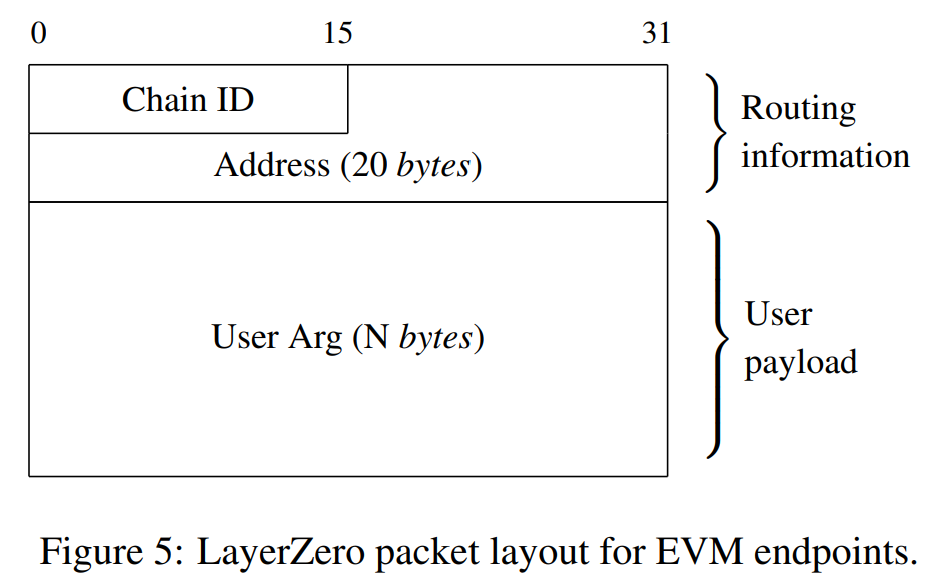 0 15 31
Chain ID
Routing
information
Address (20 bytes)
User Arg (N bytes)
User
payload
Figure 5: LayerZero packet layout for EVM endpoints.